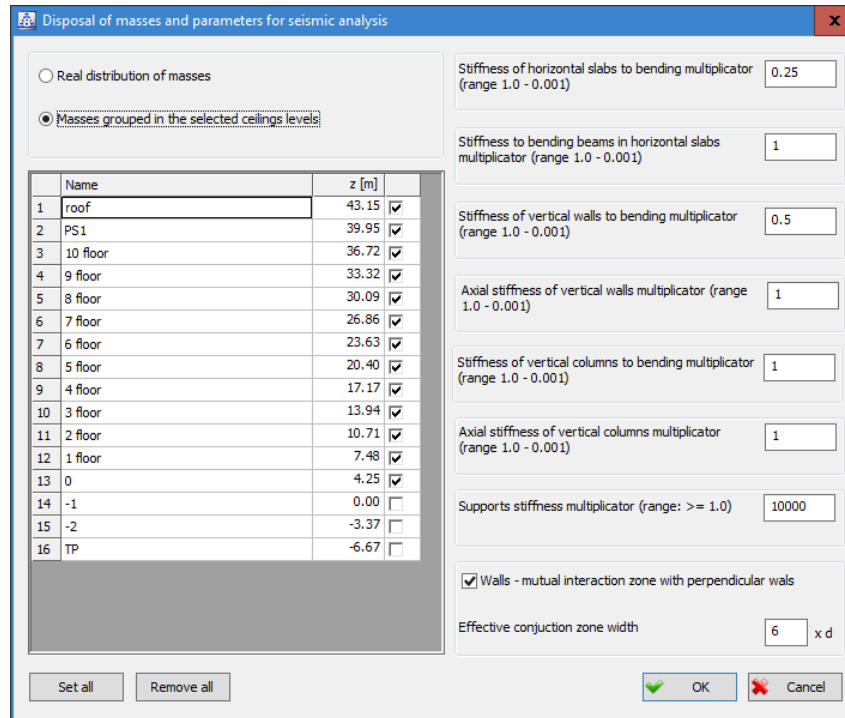 Disposal of masses and parameters for seismic analysis
x
Real distribution of masses
Masses grouped in the selected ceilings levels
Name z [m]
1 roof 43.15
2 PS1 39.95
3 10 floor 36.72
4 9 floor 33.32
5 8 floor 30.09
6 7 floor 26.86
7 6 floor 23.63
8 5 floor 20.40
9 4 floor 17.17
10 3 floor 13.94
11 2 floor 10.71
12 1 floor 7.48
13 0 4.25
14 -1 0.00
15 -2 -3.37
16 TP -6.67
Set all
Remove all
Stiffness of horizontal slabs to bending multiplicator
(range 1.0 - 0.001)
0.25
Stiffness to bending beams in horizontal slabs
multiplicator (range 1.0 - 0.001)
1
Stiffness of vertical walls to bending multiplicator
(range 1.0 - 0.001)
0.5
Axial stiffness of vertical walls multiplicator (range
1.0 - 0.001)
1
Stiffness of vertical columns to bending multiplicator
(range 1.0 - 0.001)
1
Axial stiffness of vertical columns multiplicator
(range 1.0 - 0.001)
1
Supports stiffness multiplicator (range: >= 1.0)
10000
Walls - mutual interaction zone with perpendicular wals
Effective conjuction zone width
6 x d
OK
Cancel